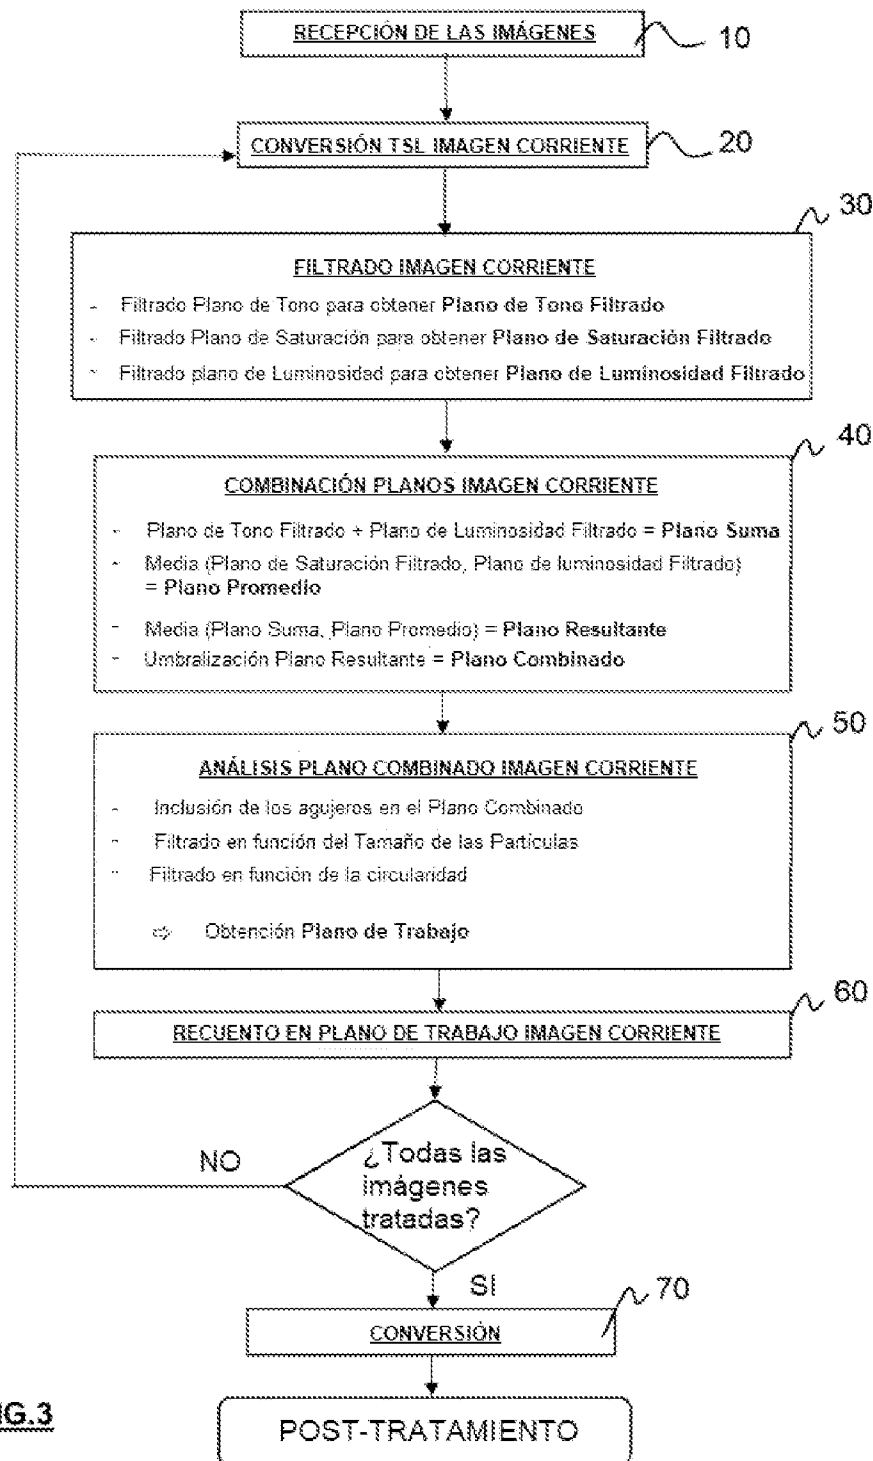 RECEPCIÓN DE LAS IMÁGENES
10
CONVERSIÓN TSL IMAGEN CORRIENTE
20
30
FILTRADO IMAGEN CORRIENTE
- Filtrado Plano de Tono para obtener Plano de Tono Filtrado
- Filtrado Plano de Saturación para obtener Plano de Saturación Filtrado
- Filtrado plano de Luminosidad para obtener Plano de Luminosidad Filtrado
40
COMBINACIÓN PLANOS IMAGEN CORRIENTE
- Plano de Tono Filtrado + Plano de Luminosidad Filtrado = Plano Suma
- Media (Plano de Saturación Filtrado, Plano de luminosidad Filtrado)
= Plano Promedio
- Media (Plano Suma, Plano Promedio) = Plano Resultante
- Umbralización Plano Resultante = Plano Combinado
50
ANÁLISIS PLANO COMBINADO IMAGEN CORRIENTE
- Inclusión de los agujeros en el Plano Combinado
- Filtrado en función del Tamaño de las Partículas
- Filtrado en función de la circularidad
⇨ Obtención Plano de Trabajo
60
RECUENTO EN PLANO DE TRABAJO IMAGEN CORRIENTE
NO
¿Todas las
imágenes
tratadas?
SI
70
CONVERSIÓN
IG.3
POST-TRATAMIENTO